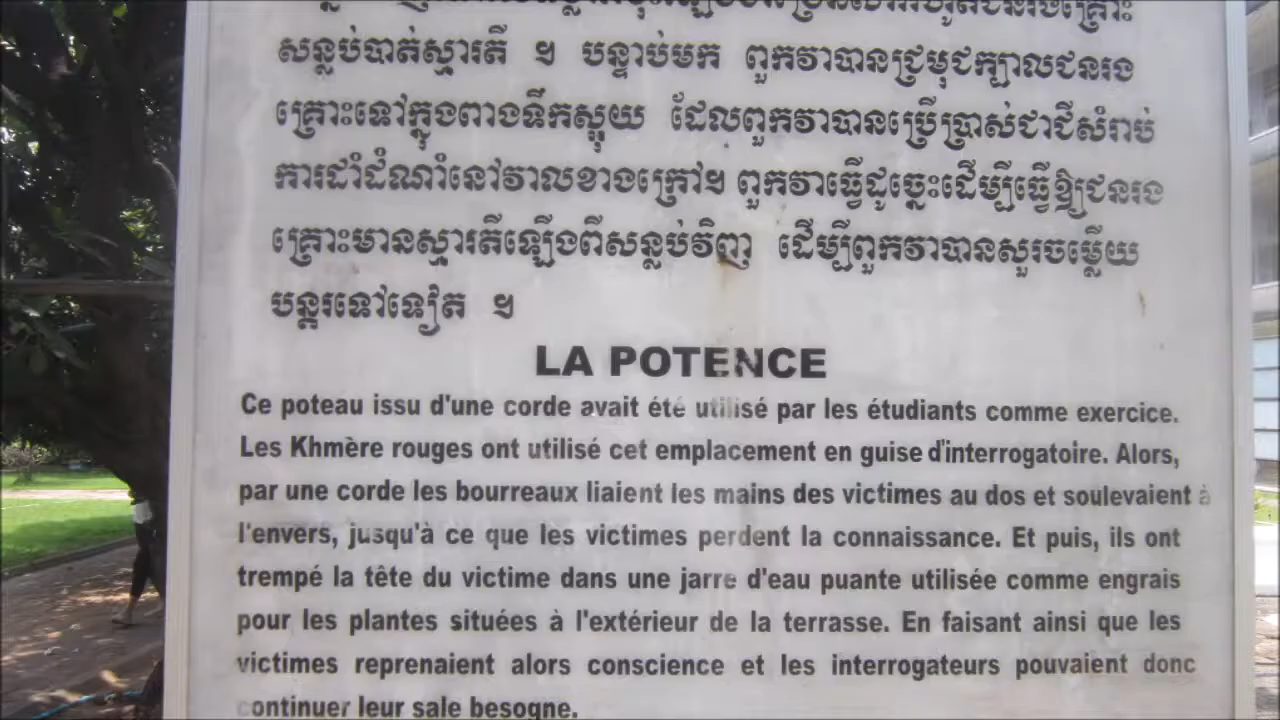 សន្លប់បាត់ស្មារតី ។ បន្ទាប់មក ពួកវាបានជ្រមុជក្បាលជនរង
គ្រោះទៅក្នុងពាងទឹកស្អុយ ដែលពួកវាបានប្រើប្រាស់ជាជីសំរាប់
ការដាំដំណាំនៅវាលខាងក្រៅ។ ពួកវាធ្វើដូច្នេះដើម្បីធ្វើឱ្យជនរង
គ្រោះមានស្មារតីឡើងពីសន្លប់វិញ ដើម្បីពួកវាបានសួរចម្លើយ
បន្តរទៅទៀត ។
LA POTENCE
Ce poteau issu d'une corde avait été utilisé par les étudiants comme exercice.
Les Khmère rouges ont utilisé cet emplacement en guise d'interrogatoire. Alors,
par une corde les bourreaux liaient les mains des victimes au dos et soulevaient à
l'envers, jusqu'à ce que les victimes perdent la connaissance. Et puis, ils ont
trempé la tête du victime dans une jarre d'eau puante utilisée comme engrais
pour les plantes situées à l'extérieur de la terrasse. En faisant ainsi que les
victimes reprenaient alors conscience et les interrogateurs pouvaient donc
continuer leur sale besogne.